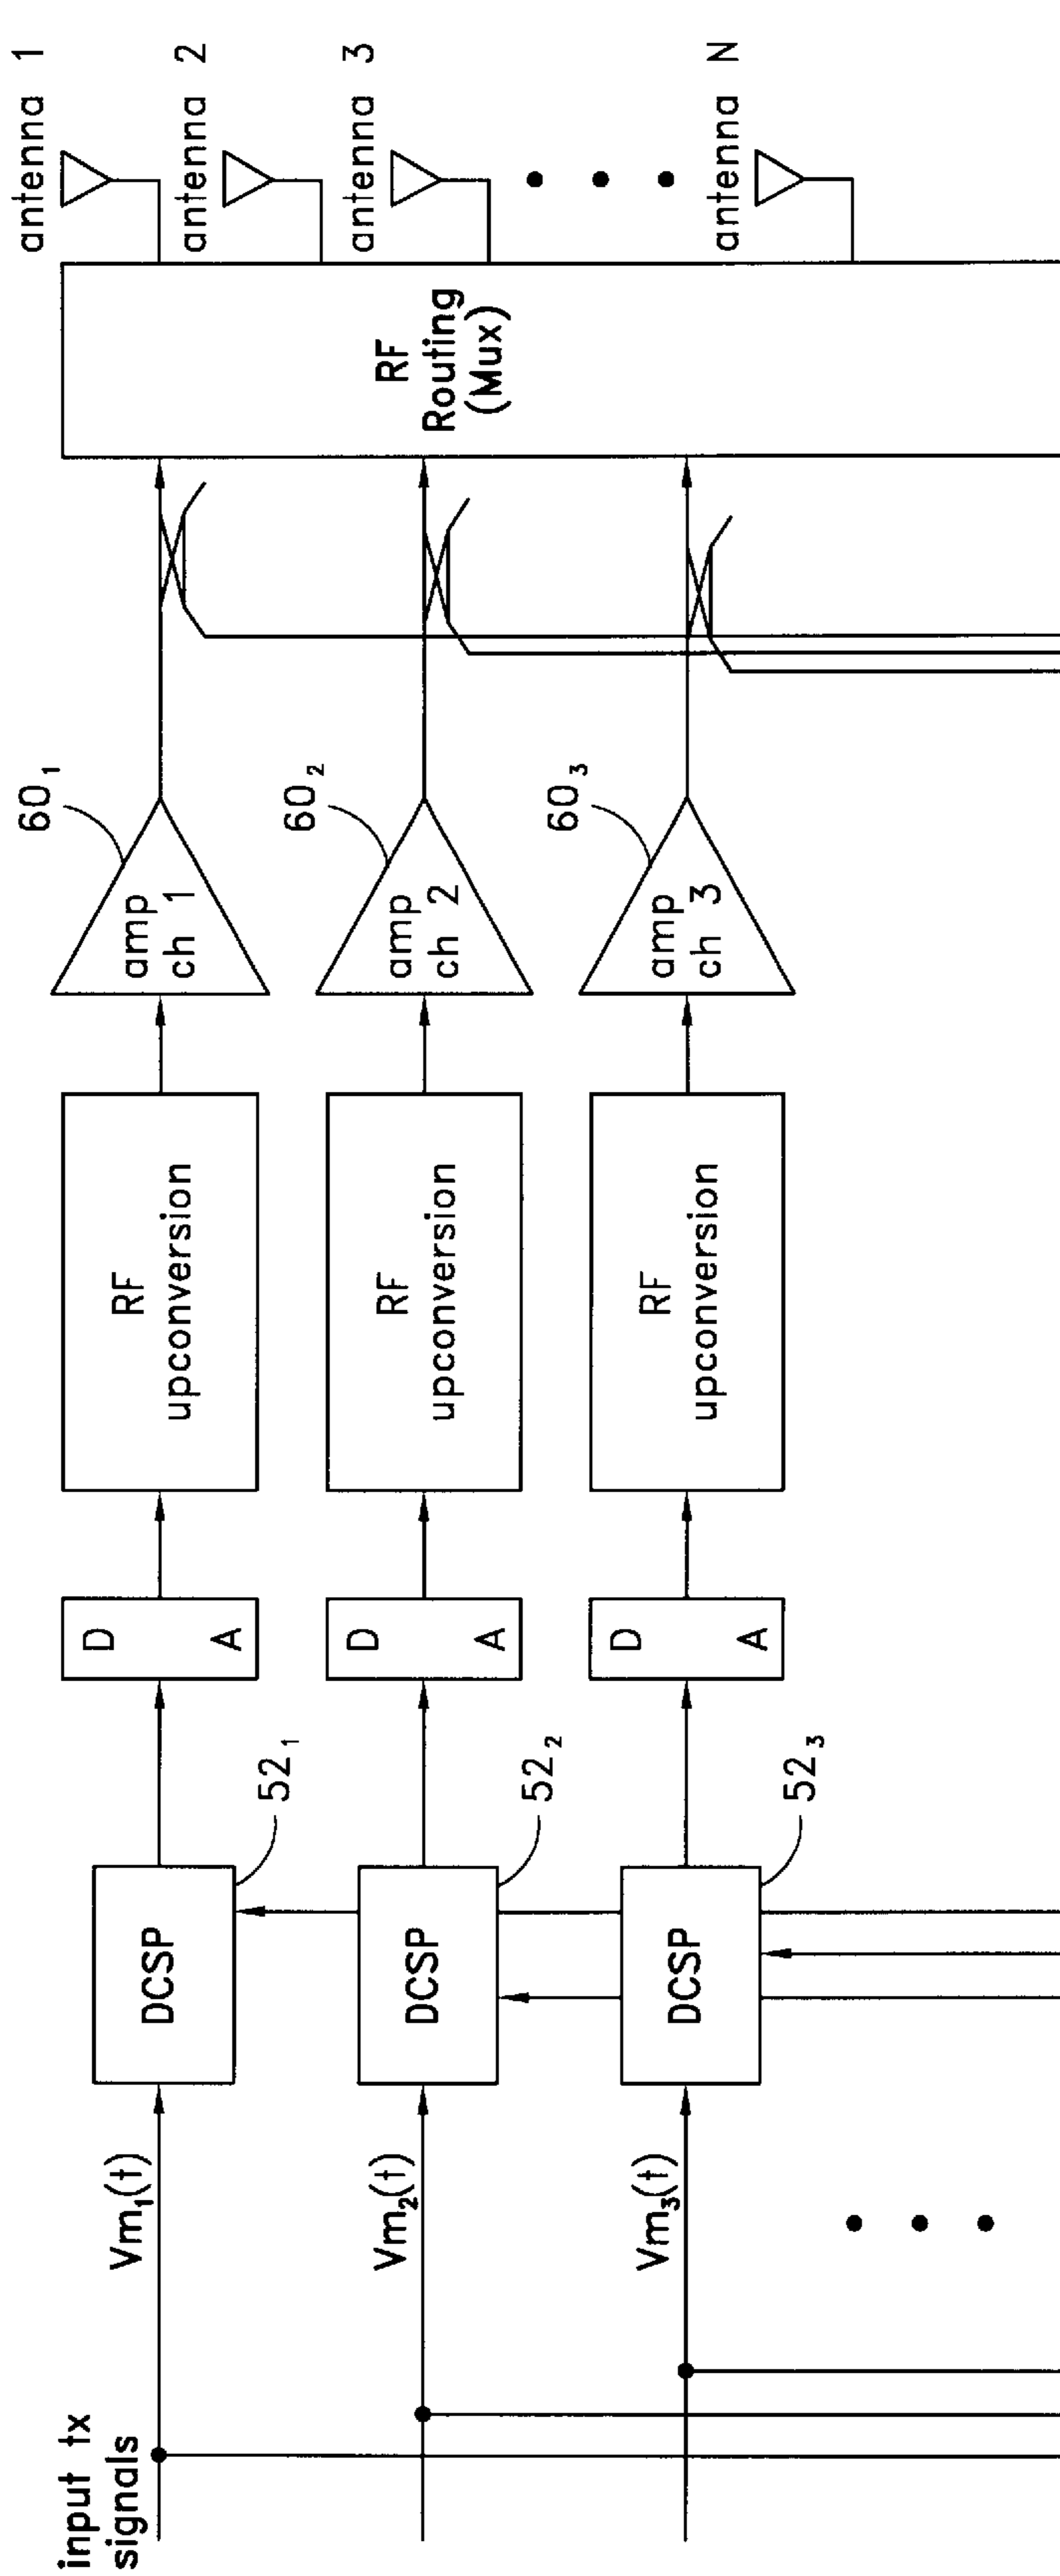 input tx
signals
Vm₁(t)
DCSP
52₁
D
A
RF
upconversion
amp
ch 1
60₁
Vm₂(t)
DCSP
52₂
D
A
RF
upconversion
amp
ch 2
60₂
Vm₃(t)
DCSP
52₃
D
A
RF
upconversion
amp
ch 3
60₃
RF
Routing
(Mux)
antenna 1
antenna 2
antenna 3
antenna N